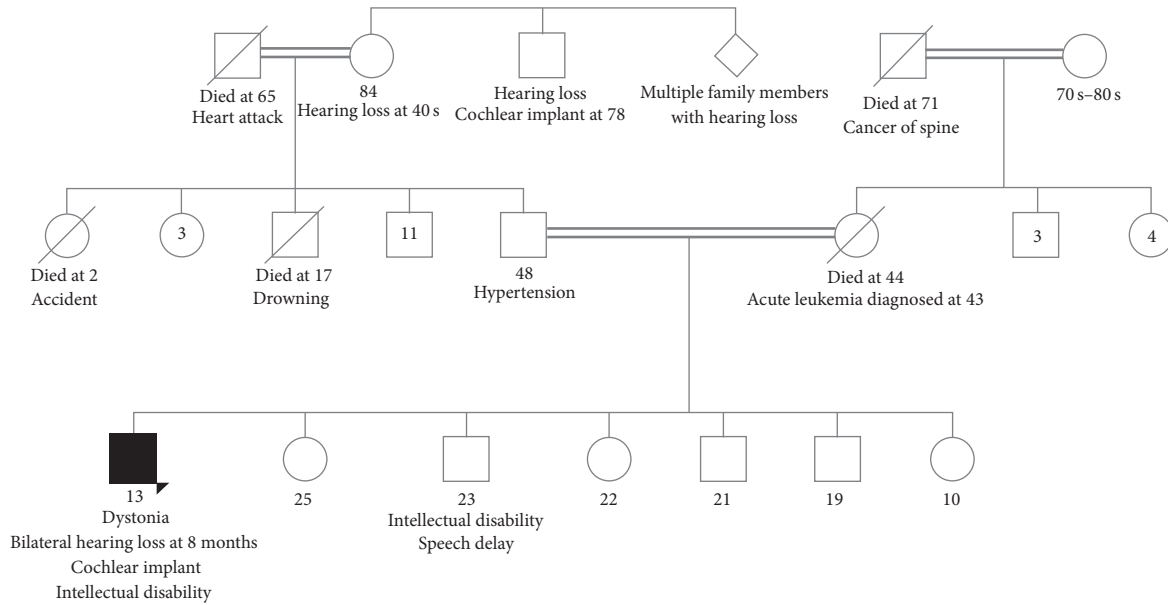 Died at 65
Heart attack
84
Hearing loss at 40 s
Hearing loss
Cochlear implant at 78
Multiple family members
with hearing loss
Died at 71
Cancer of spine
70 s–80 s
Died at 2
Accident
3
Died at 17
Drowning
11
48
Hypertension
Died at 44
Acute leukemia diagnosed at 43
3
4
13
Dystonia
Bilateral hearing loss at 8 months
Cochlear implant
Intellectual disability
25
23
Intellectual disability
Speech delay
22
21
19
10